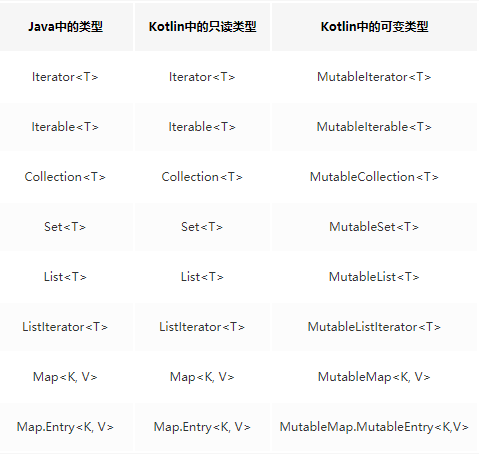 Java中的类型 Kotlin中的只读类型 Kotlin中的可变类型
Iterator<T> Iterator<T> MutableIterator<T>
Iterable<T> Iterable<T> MutableIterable<T>
Collection<T> Collection<T> MutableCollection<T>
Set<T> Set<T> MutableSet<T>
List<T> List<T> MutableList<T>
ListIterator<T> ListIterator<T> MutableListIterator<T>
Map<K, V> Map<K, V> MutableMap<K, V>
Map.Entry<K, V> Map.Entry<K, V> MutableMap.MutableEntry<K,V>